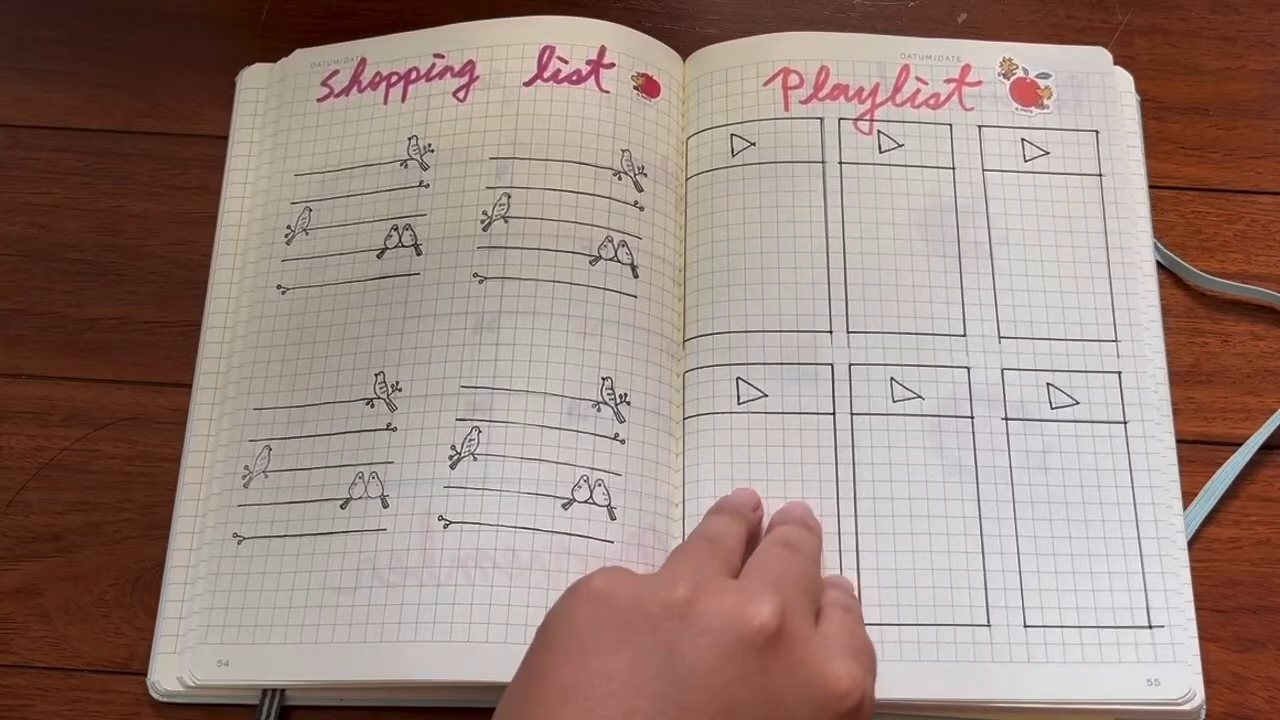 DATUM/DATE
Shopping list
54
DATUM/DATE
Playlist
55